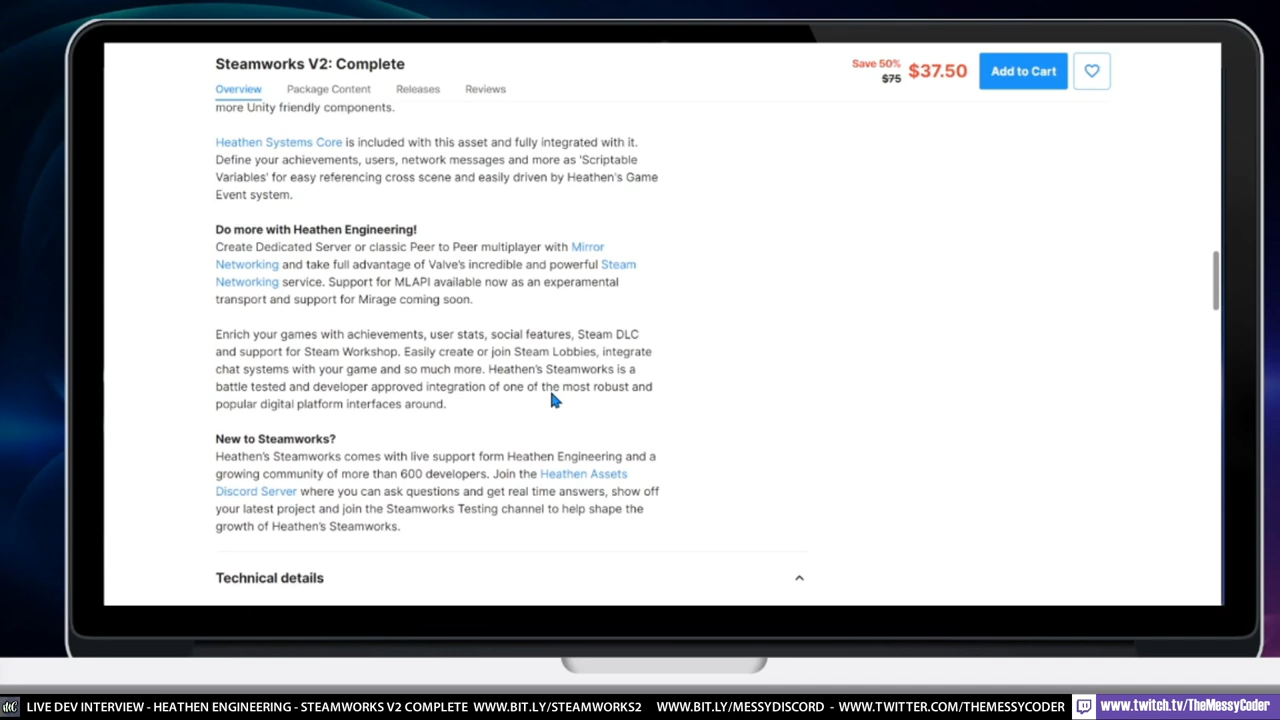 Steamworks V2: Complete
Save 50%
$75
$37.50
Add to Cart
Overview
Package Content
Releases
Reviews
more Unity friendly components.
Heathen Systems Core is included with this asset and fully integrated with it.
Define your achievements, users, network messages and more as 'Scriptable
Variables' for easy referencing cross scene and easily driven by Heathen's Game
Event system.
Do more with Heathen Engineering!
Create Dedicated Server or classic Peer to Peer multiplayer with Mirror
Networking and take full advantage of Valve's incredible and powerful Steam
Networking service. Support for MLAPI available now as an experamental
transport and support for Mirage coming soon.
Enrich your games with achievements, user stats, social features, Steam DLC
and support for Steam Workshop. Easily create or join Steam Lobbies, integrate
chat systems with your game and so much more. Heathen's Steamworks is a
battle tested and developer approved integration of one of the most robust and
popular digital platform interfaces around.
New to Steamworks?
Heathen's Steamworks comes with live support form Heathen Engineering and a
growing community of more than 600 developers. Join the Heathen Assets
Discord Server where you can ask questions and get real time answers, show off
your latest project and join the Steamworks Testing channel to help shape the
growth of Heathen's Steamworks.
Technical details
LIVE DEV INTERVIEW - HEATHEN ENGINEERING - STEAMWORKS V2 COMPLETE WWW.BIT.LY/STEAMWORKS2 WWW.BIT.LY/MESSYDISCORD - WWW.TWITTER.COM/THEMESSYCODER
www.twitch.tv/TheMessyCoder